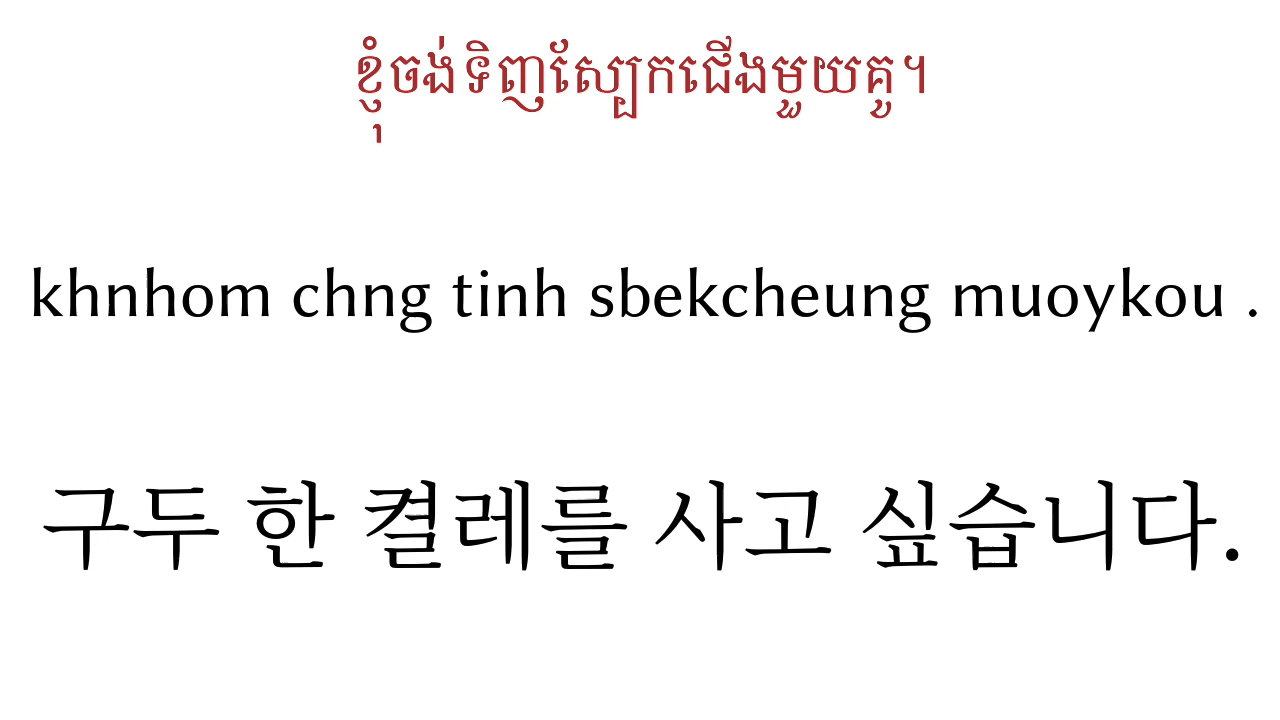 ខ្ញុំចង់ទិញស្បែកជើងមួយគូ។
khnhom chng tinh sbekcheung muoykou .
구두 한 켤레를 사고 싶습니다.